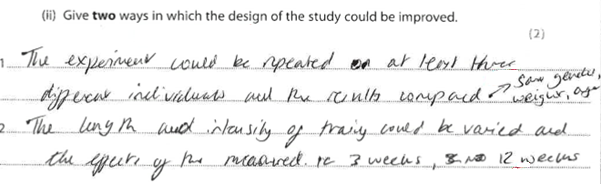 (ii) Give two ways in which the design of the study could be improved.
(2)
1 The experiment could be repeated on at least three
different individuals and the results compared → same gender, weight, age
2 The length and intensity of training could be varied and
the effects of the measured. ie 3 weeks, 12 weeks